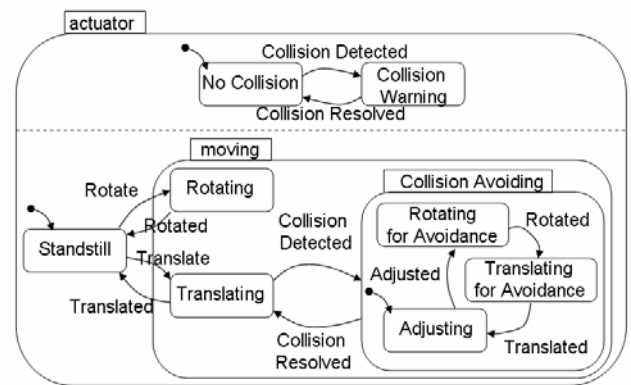 actuator
Collision Detected
No Collision
Collision
Warning
Collision Resolved
moving
Collision Avoiding
Rotate
Rotating
Rotated
Standstill
Translate
Translating
Translated
Collision
Detected
Collision
Resolved
Rotating
for Avoidance
Rotated
Adjusted
Translating
for Avoidance
Adjusting
Translated